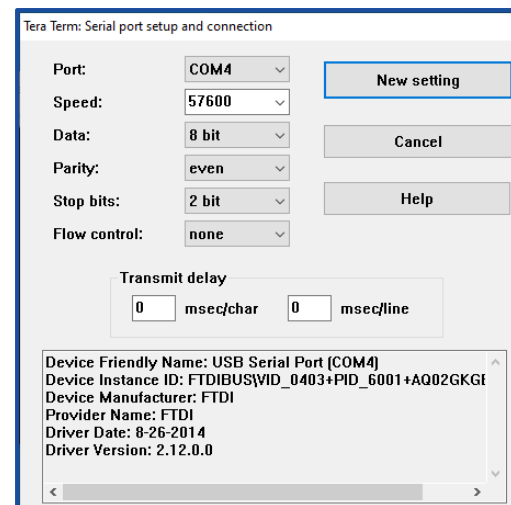 Tera Term: Serial port setup and connection
Port: COM4 New setting
Speed: 57600
Data: 8 bit Cancel
Parity: even
Stop bits: 2 bit Help
Flow control: none
Transmit delay
0 msec/char 0 msec/line
Device Friendly Name: USB Serial Port (COM4)
Device Instance ID: FTDIBUS\VID_0403+PID_6001+AQ02GKGE
Device Manufacturer: FTDI
Provider Name: FTDI
Driver Date: 8-26-2014
Driver Version: 2.12.0.0